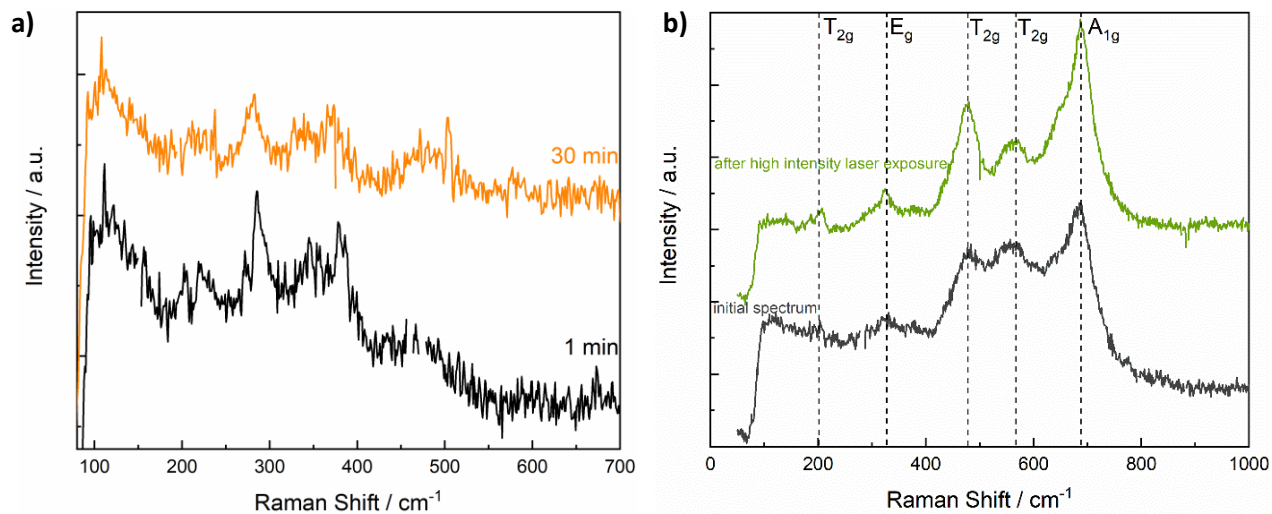 a)
Intensity / a.u.
30 min
1 min
100 200 300 400 500 600 700
Raman Shift / cm⁻¹
b)
T₂g E_g T₂g T₂g A₁g
Intensity / a.u.
after high intensity laser exposure
initial spectrum
0 200 400 600 800 1000
Raman Shift / cm⁻¹